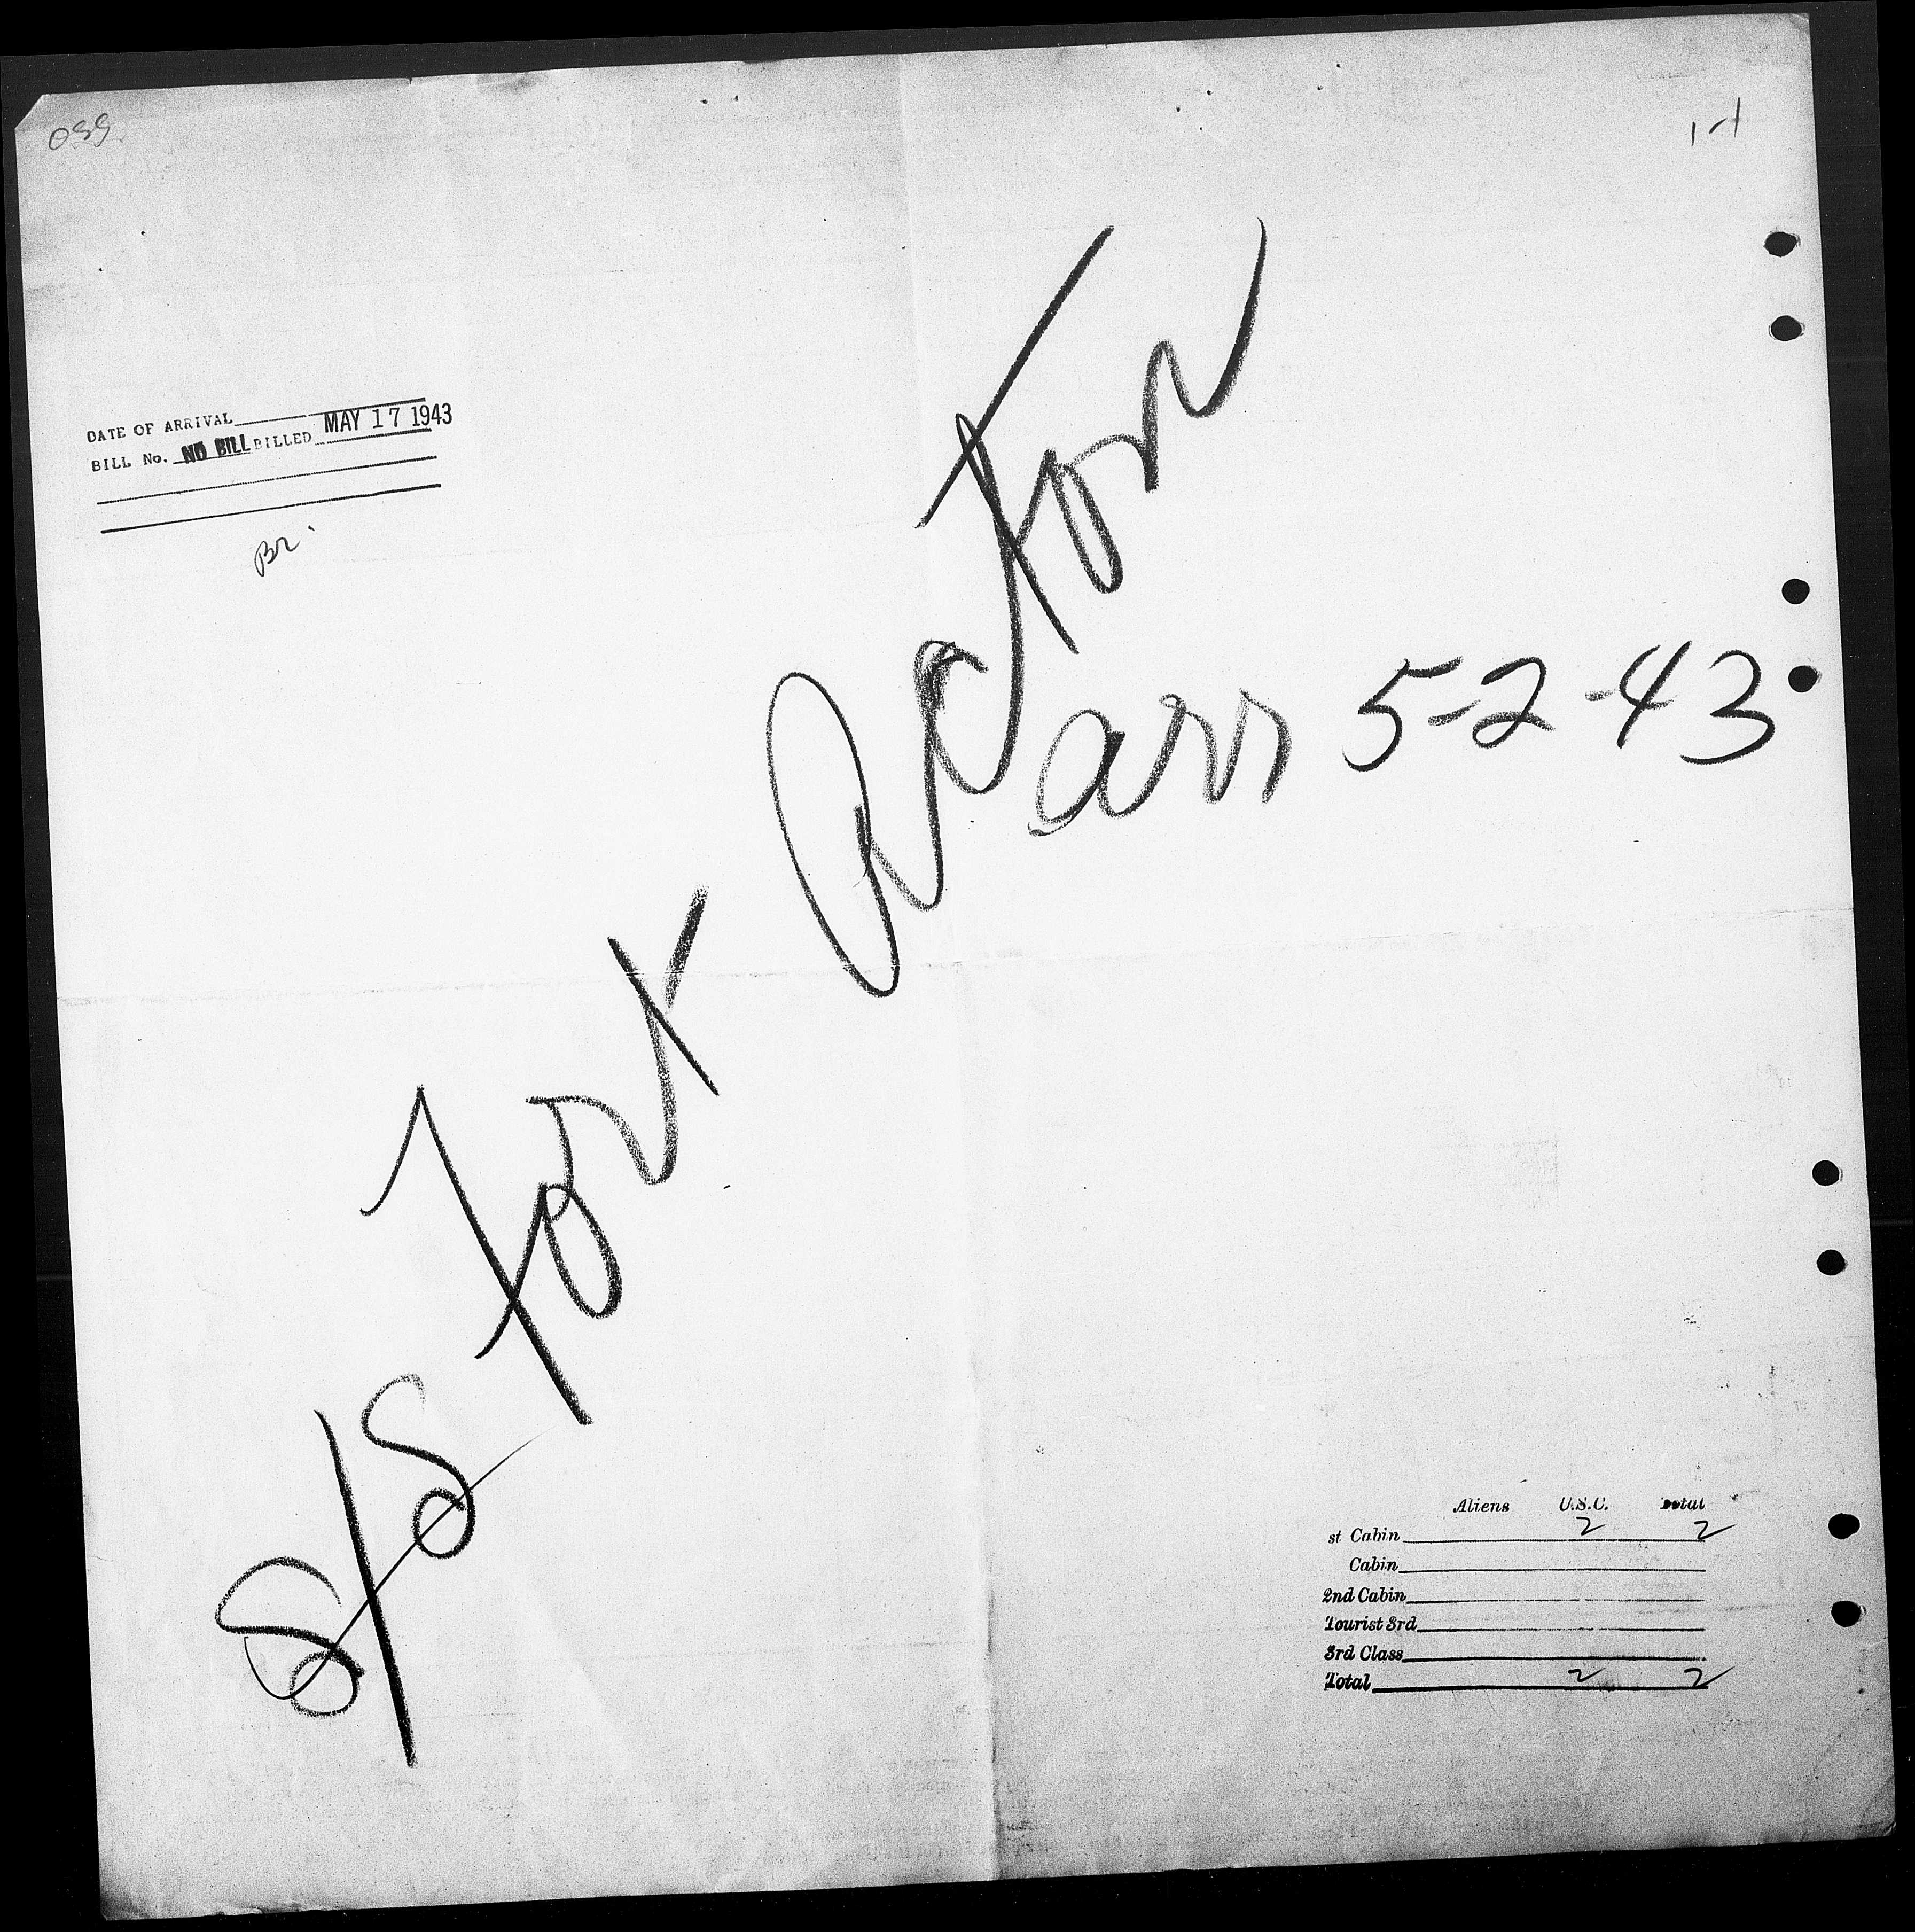 1-1
DATE OF ARRIVAL
BILL No. NO BILL BILLED MAY 17 1943
Br.
S/S Fort Acton
arr 5-2-43
Aliens U.S.C. Total
st Cabin 2 2
Cabin
2nd Cabin
Tourist 3rd
3rd Class
Total 2 2